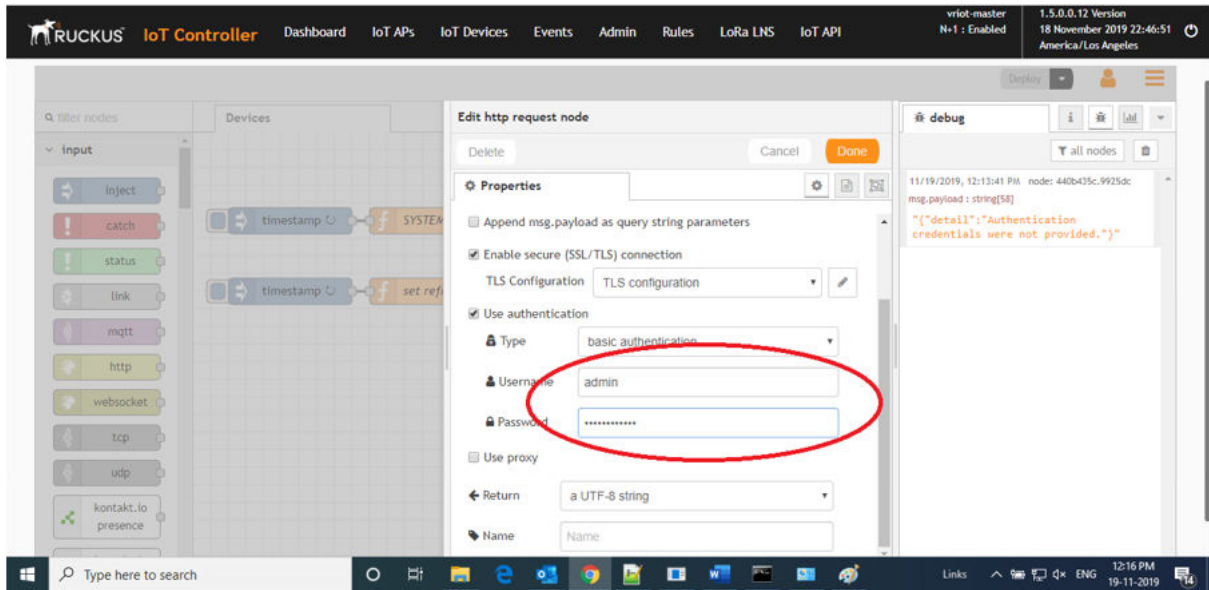 RUCKUS IoT Controller Dashboard IoT APs IoT Devices Events Admin Rules LoRa LNS IoT API
vriot-master
N+1 : Enabled
1.5.0.0.12 Version
18 November 2019 22:46:51
America/Los Angeles
Deploy
filter nodes
Devices
Edit http request node
debug
i
input
Delete Cancel Done
all nodes
inject
Properties
11/19/2019, 12:13:41 PM node: 440b435c.9925dc
msg.payload : string[58]
"{"detail":"Authentication
credentials were not provided."}"
catch
timestamp
f SYSTEM
Append msg.payload as query string parameters
status
Enable secure (SSL/TLS) connection
link
timestamp
f set ref
TLS Configuration TLS configuration
mqtt
Use authentication
http
Type basic authentication
websocket
Username admin
tcp
Password ••••••••••••
udp
Use proxy
kontakt.io
presence
Return a UTF-8 string
Name Name
Type here to search
Links ENG
12:16 PM
19-11-2019
14